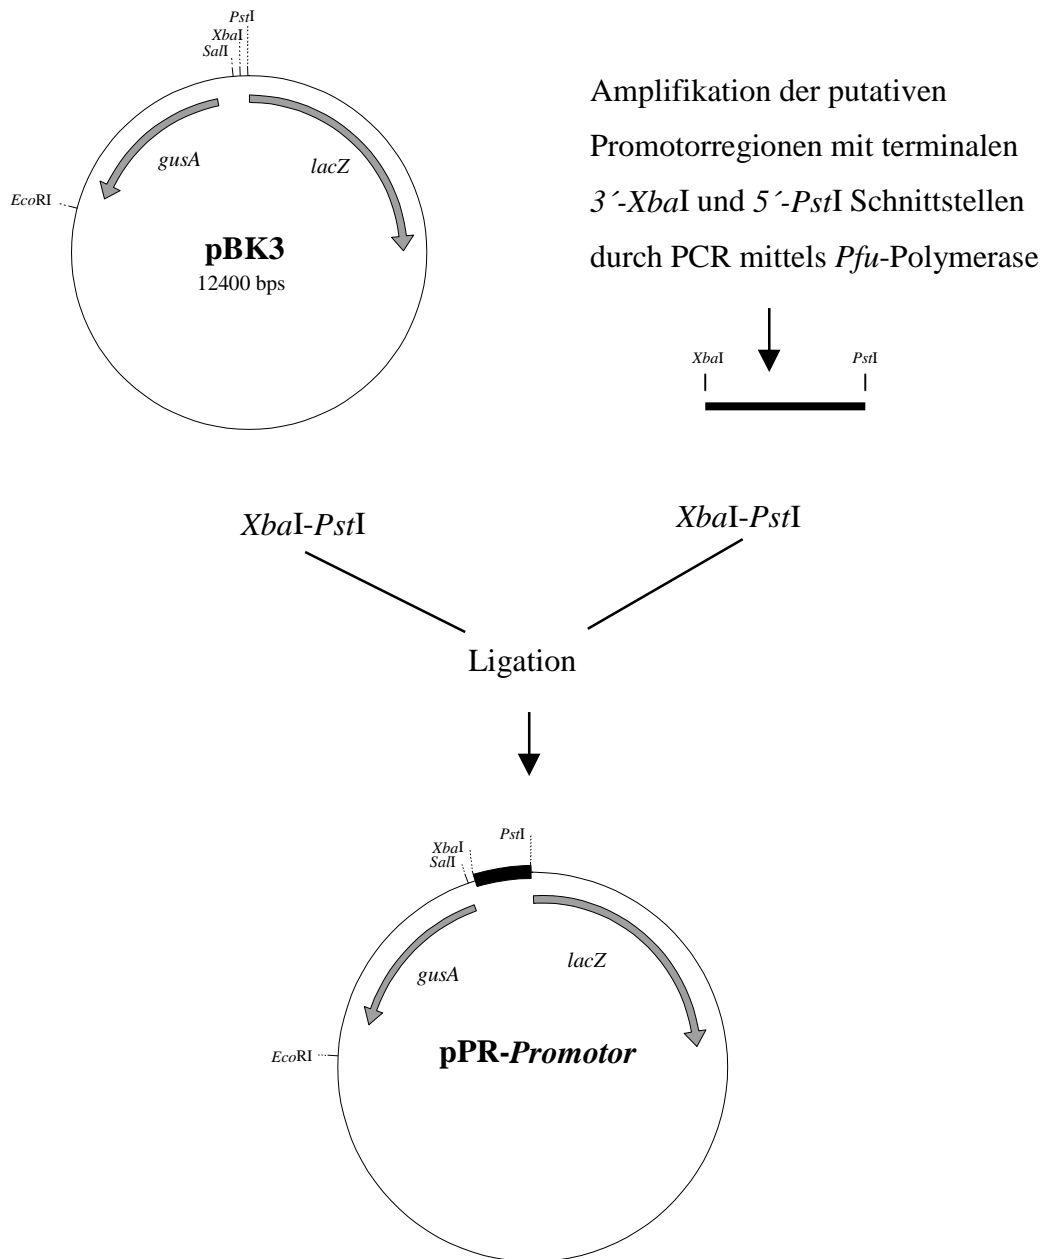 PstI
XbaI
SalI
gusA
lacZ
EcoRI
pBK3
12400 bps
Amplifikation der putativen
Promotorregionen mit terminalen
3´-XbaI und 5´-PstI Schnittstellen
durch PCR mittels Pfu-Polymerase
XbaI
PstI
XbaI-PstI
XbaI-PstI
Ligation
PstI
XbaI
SalI
gusA
lacZ
EcoRI
pPR-Promotor